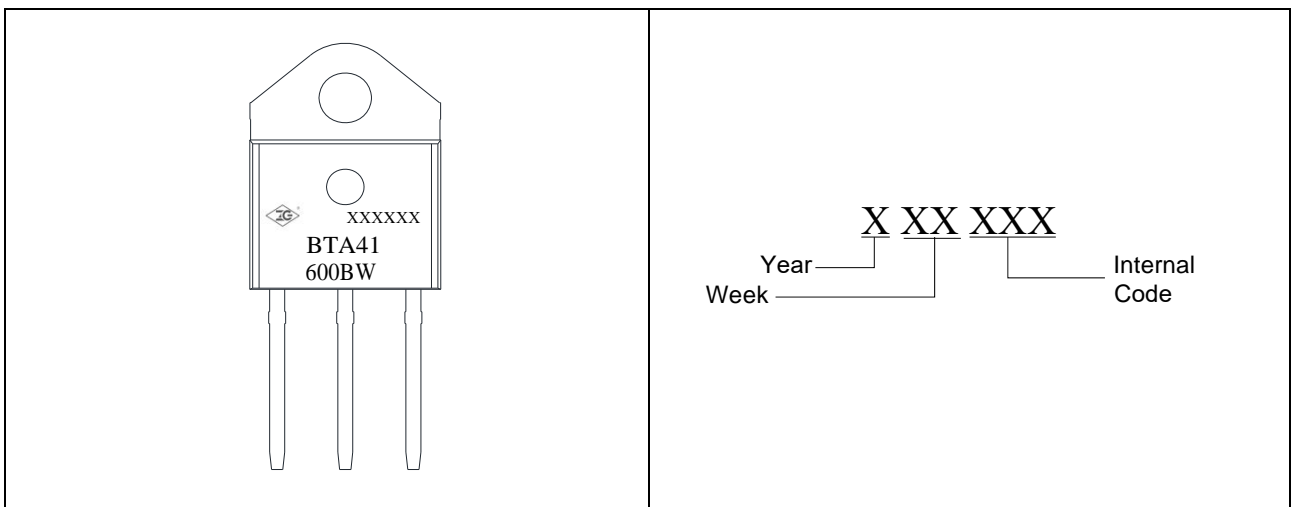 XXXXXX
BTA41
600BW
X XX XXX
Year
Week
Internal
Code